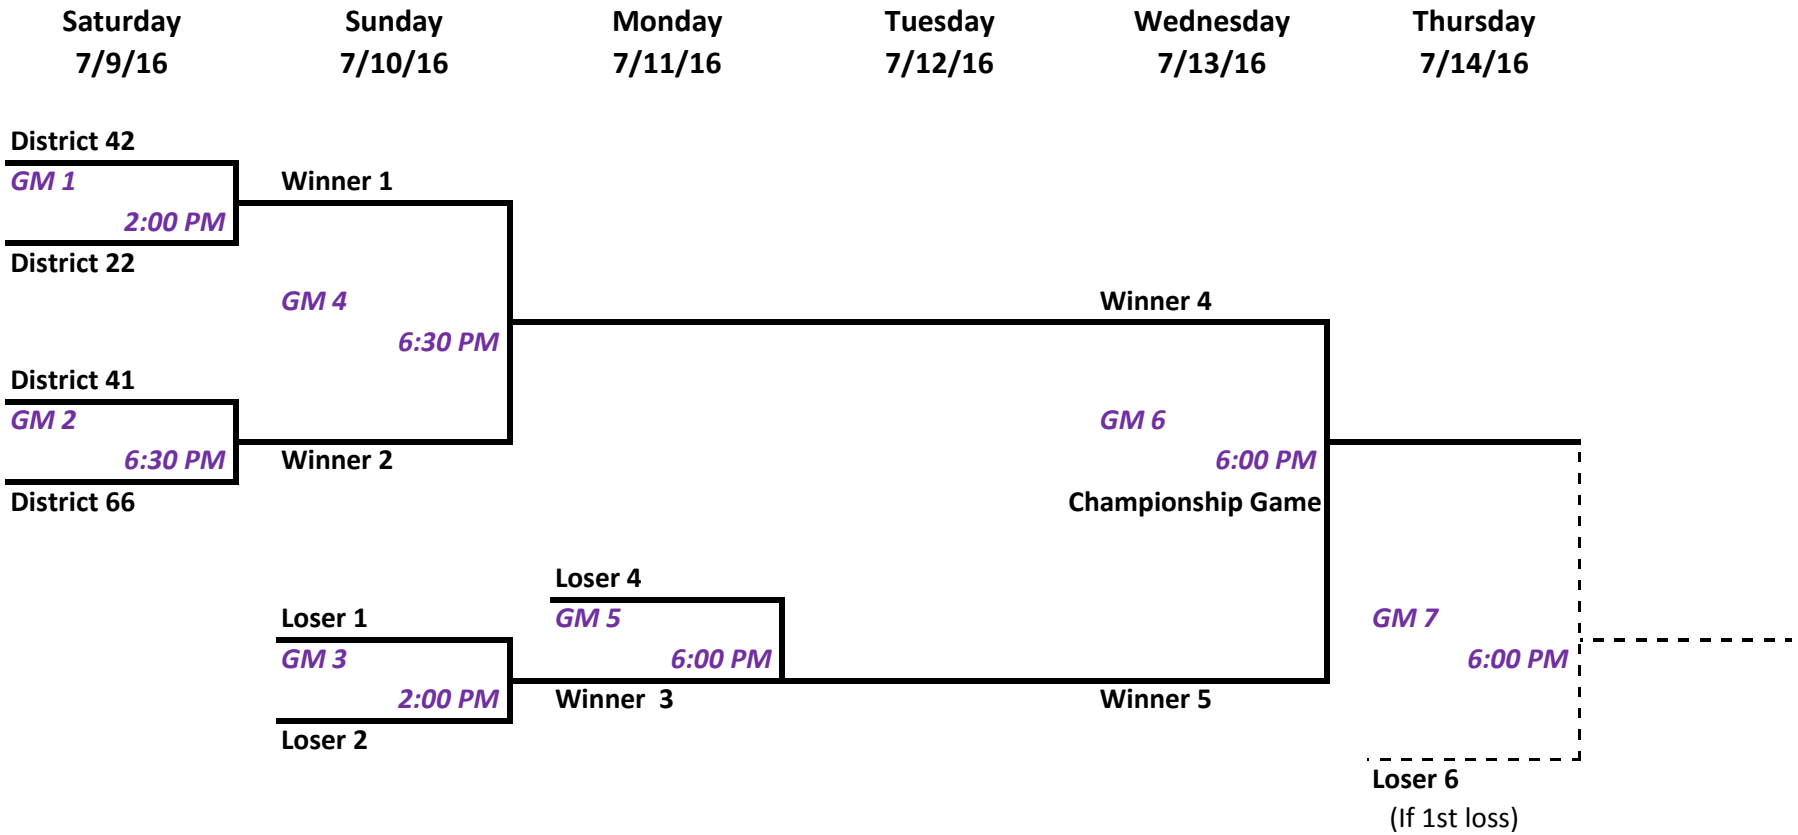 Saturday
7/9/16
Sunday
7/10/16
Monday
7/11/16
Tuesday
7/12/16
Wednesday
7/13/16
Thursday
7/14/16
District 42
GM 1
2:00 PM
District 22
Winner 1
GM 4
6:30 PM
Winner 2
District 41
GM 2
6:30 PM
District 66
Loser 1
GM 3
2:00 PM
Loser 2
Loser 4
GM 5
6:00 PM
Winner  3
Winner 4
GM 6
6:00 PM
Championship Game
Winner 5
GM 7
6:00 PM
Loser 6
(If 1st loss)